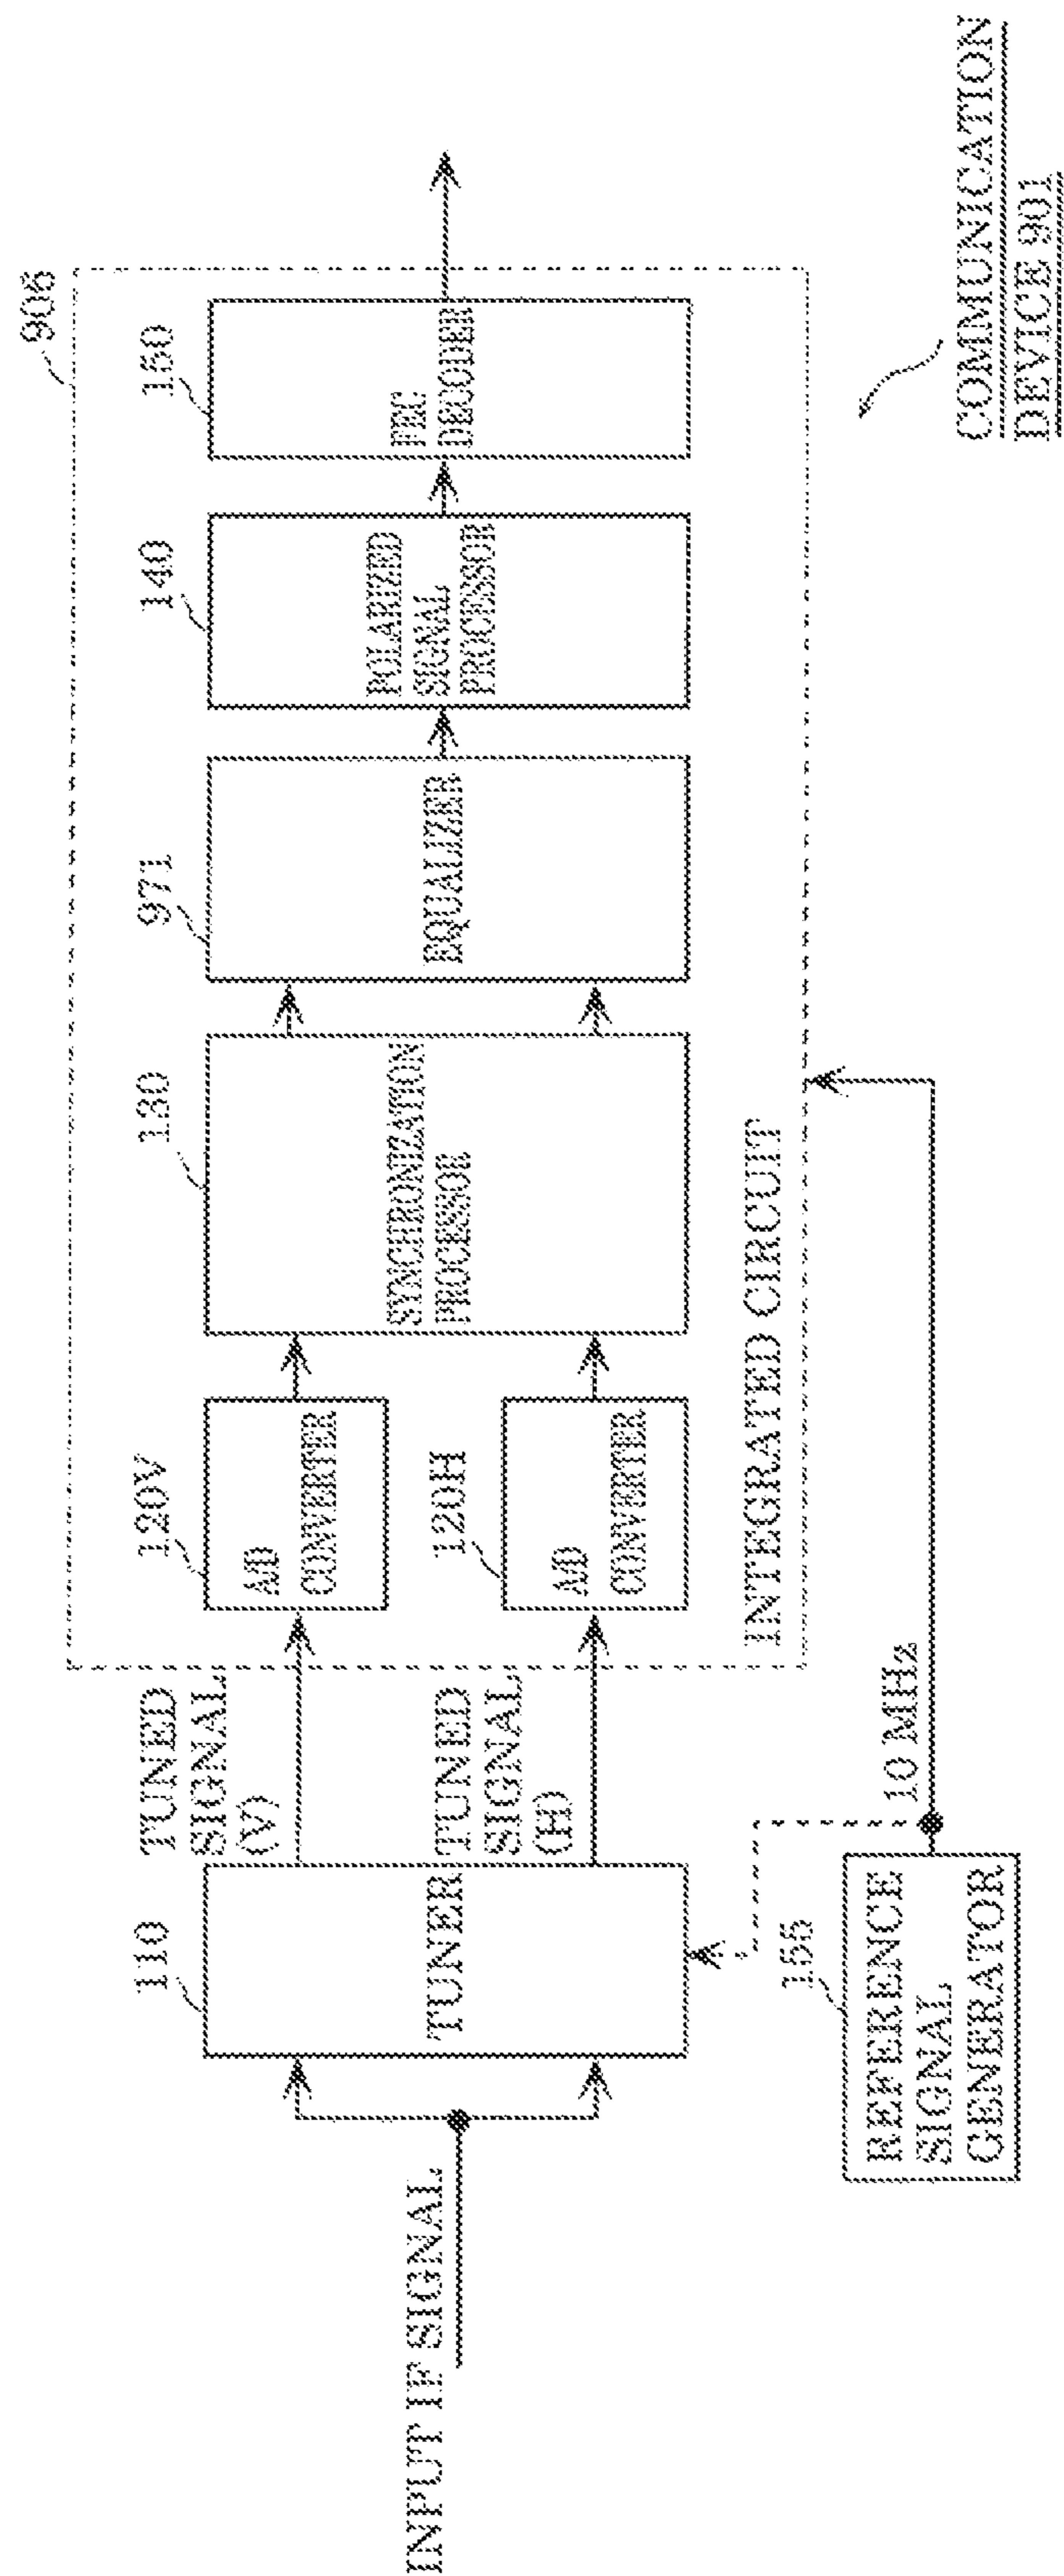 906
120V
130
971
140
150
A/D
CONVERTER
SYNCHRONIZATION
PROCESSOR
EQUALIZER
POLARIZED
SIGNAL
PROCESSOR
FEC
DECODER
110
TUNED
SIGNAL
(V)
120H
TUNER
TUNED
SIGNAL
(H)
A/D
CONVERTER
INPUT IF SIGNAL
INTEGRATED CIRCUIT
155
10 MHz
REFERENCE
SIGNAL
GENERATOR
COMMUNICATION
DEVICE 901